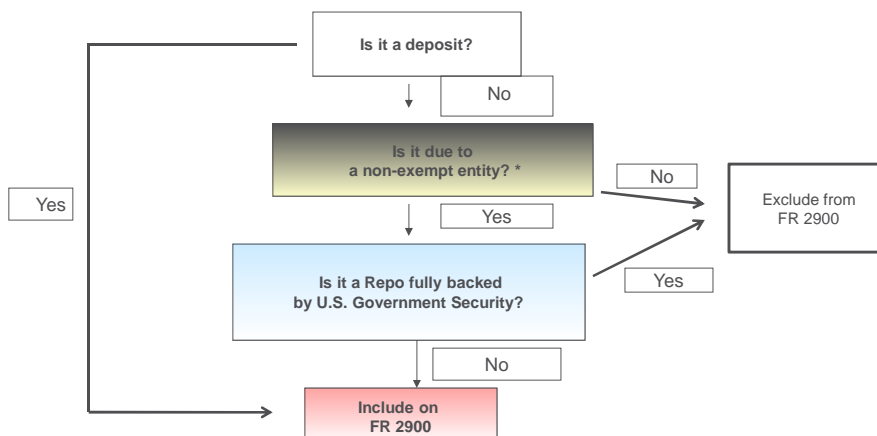 Is it a deposit?
No
Is it due to
a non-exempt entity? *
No
Exclude from
FR 2900
Yes
Yes
Is it a Repo fully backed
by U.S. Government Security?
Yes
No
Include on
FR 2900